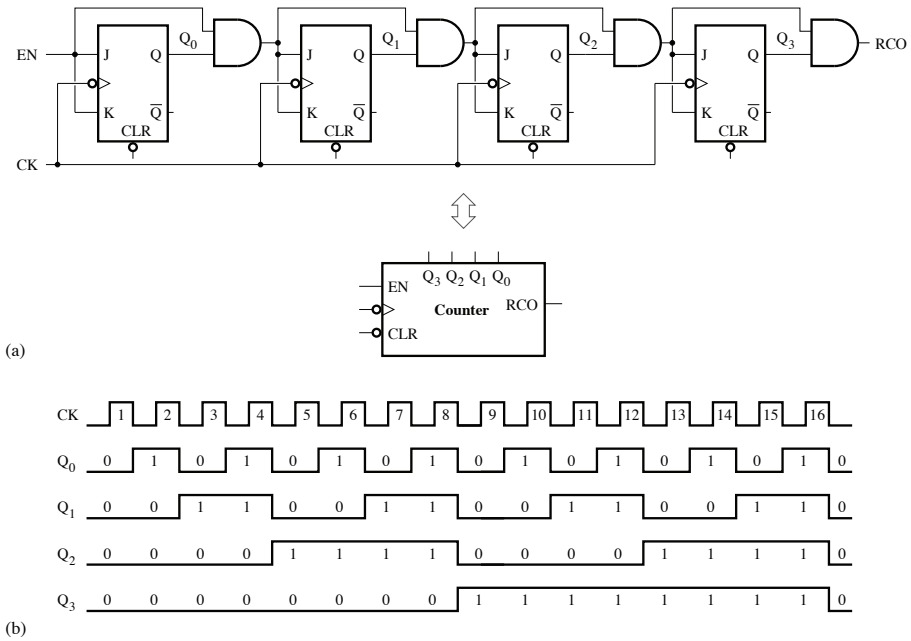 EN J Q Q0 J Q Q1 J Q Q2 J Q Q3 RCO
K Q̅ K Q̅ K Q̅ K Q̅
CLR CLR CLR CLR
CK
Q3 Q2 Q1 Q0
EN
Counter RCO
CLR
(a)
CK 1 2 3 4 5 6 7 8 9 10 11 12 13 14 15 16
Q0 0 1 0 1 0 1 0 1 0 1 0 1 0 1 0 1 0
Q1 0 0 1 1 0 0 1 1 0 0 1 1 0 0 1 1 0
Q2 0 0 0 0 1 1 1 1 0 0 0 0 1 1 1 1 0
Q3 0 0 0 0 0 0 0 0 1 1 1 1 1 1 1 1 0
(b)